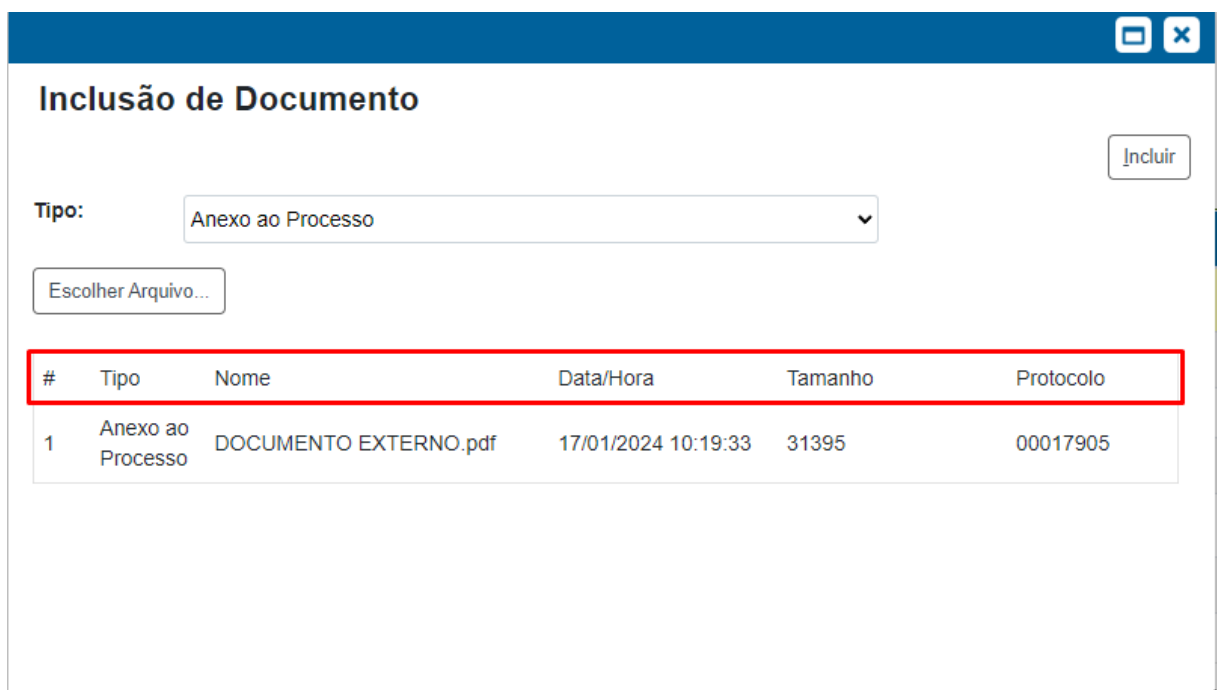 Inclusão de Documento
Incluir
Tipo: Anexo ao Processo
Escolher Arquivo...
# Tipo Nome Data/Hora Tamanho Protocolo
1 Anexo ao Processo DOCUMENTO EXTERNO.pdf 17/01/2024 10:19:33 31395 00017905